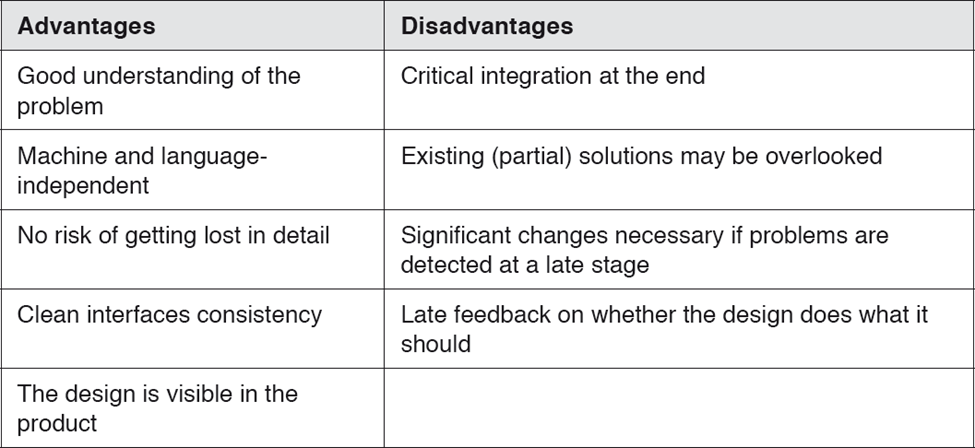 Advantages
Disadvantages
Good understanding of the
problem
Critical integration at the end
Machine and language-
independent
Existing (partial) solutions may be overlooked
No risk of getting lost in detail
Significant changes necessary if problems are
detected at a late stage
Clean interfaces consistency
Late feedback on whether the design does what it
should
The design is visible in the
product